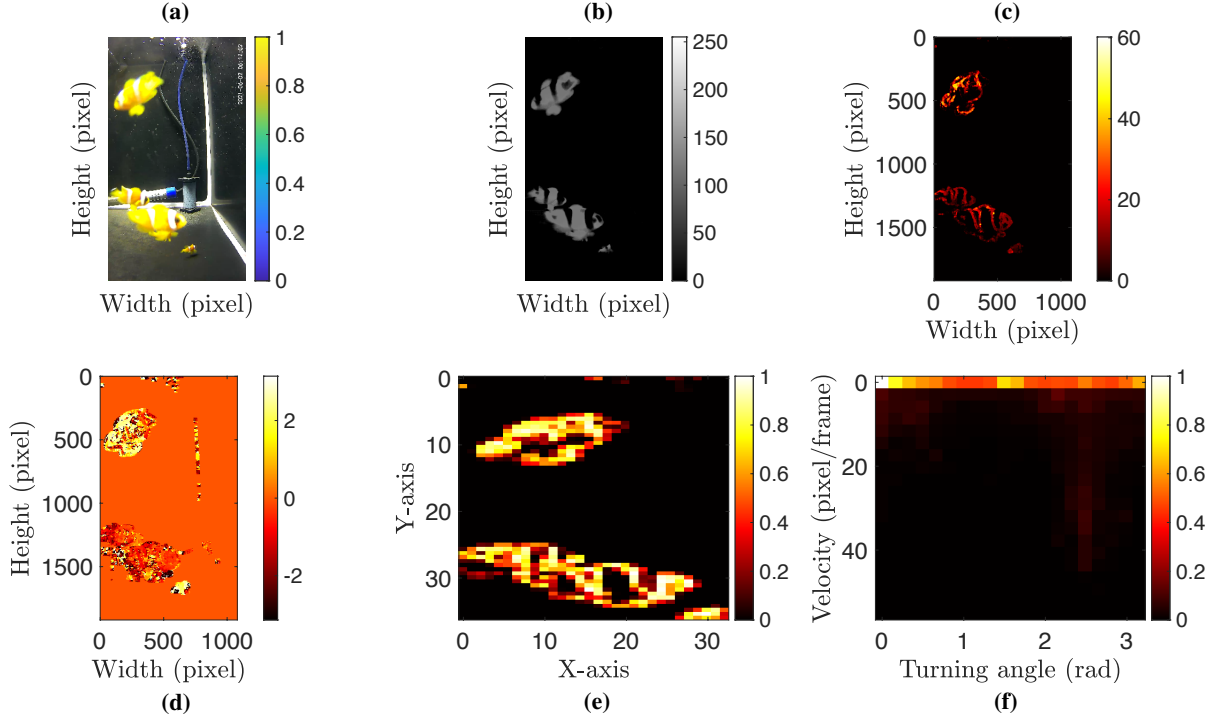 (a)
(b)
(c)
Height (pixel)
Width (pixel)
1
0.8
0.6
0.4
0.2
0
Height (pixel)
Width (pixel)
250
200
150
100
50
0
Height (pixel)
0
500
1000
1500
0 500 1000
Width (pixel)
60
40
20
0
Height (pixel)
0
500
1000
1500
0 500 1000
Width (pixel)
2
0
-2
(d)
Y-axis
0
10
20
30
0 10 20 30
X-axis
1
0.8
0.6
0.4
0.2
0
(e)
Velocity (pixel/frame)
0
20
40
0 1 2 3
Turning angle (rad)
1
0.8
0.6
0.4
0.2
0
(f)